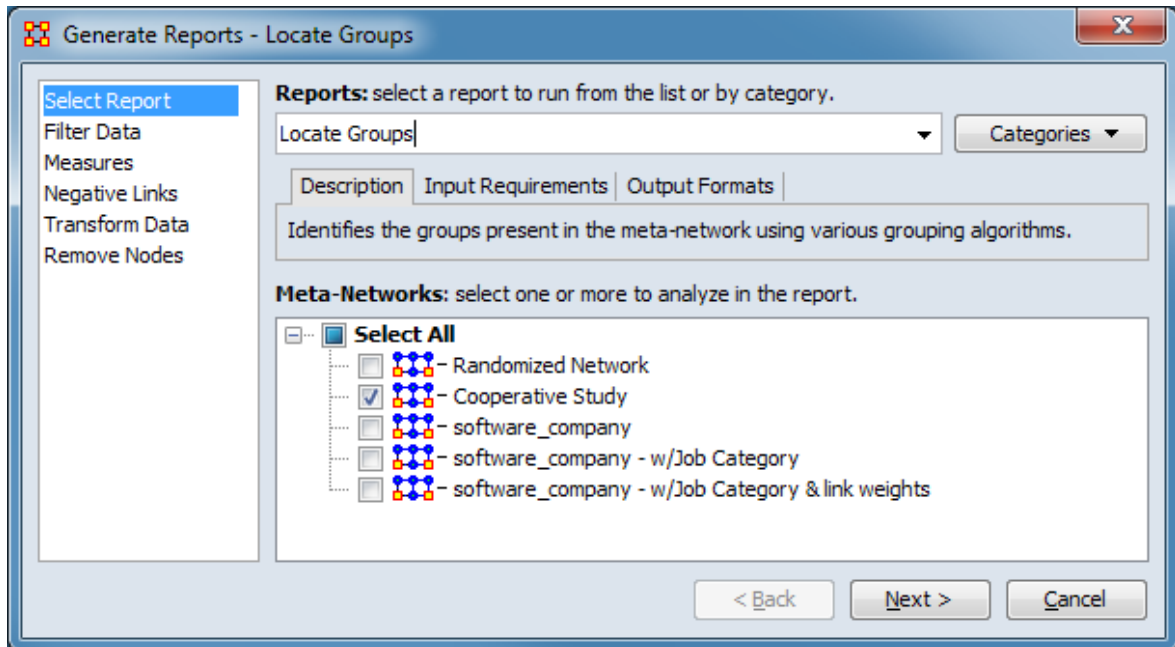 Generate Reports - Locate Groups
Select Report
Filter Data
Measures
Negative Links
Transform Data
Remove Nodes
Reports: select a report to run from the list or by category.
Locate Groups
Categories
Description Input Requirements Output Formats
Identifies the groups present in the meta-network using various grouping algorithms.
Meta-Networks: select one or more to analyze in the report.
Select All
- Randomized Network
- Cooperative Study
- software_company
- software_company - w/Job Category
- software_company - w/Job Category & link weights
< Back Next > Cancel